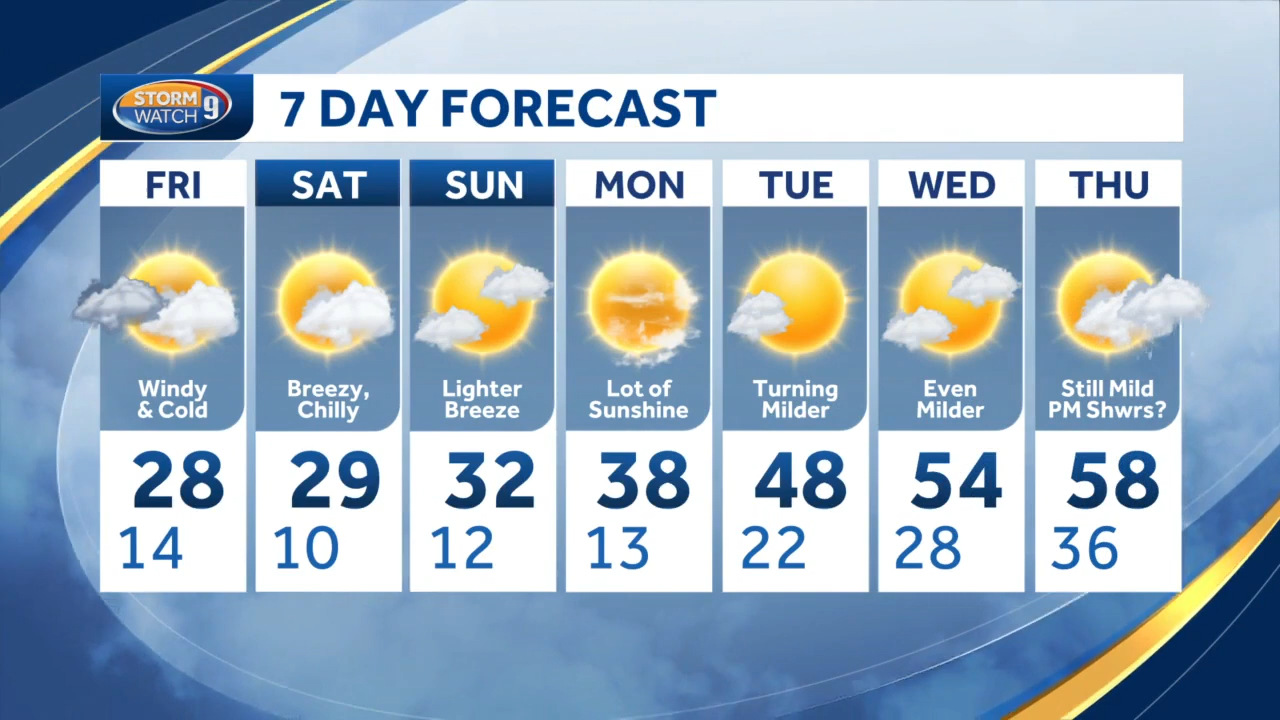 STORM
WATCH 9
7 DAY FORECAST
FRI
Windy
& Cold
28
14
SAT
Breezy,
Chilly
29
10
SUN
Lighter
Breeze
32
12
MON
Lot of
Sunshine
38
13
TUE
Turning
Milder
48
22
WED
Even
Milder
54
28
THU
Still Mild
PM Shwrs?
58
36